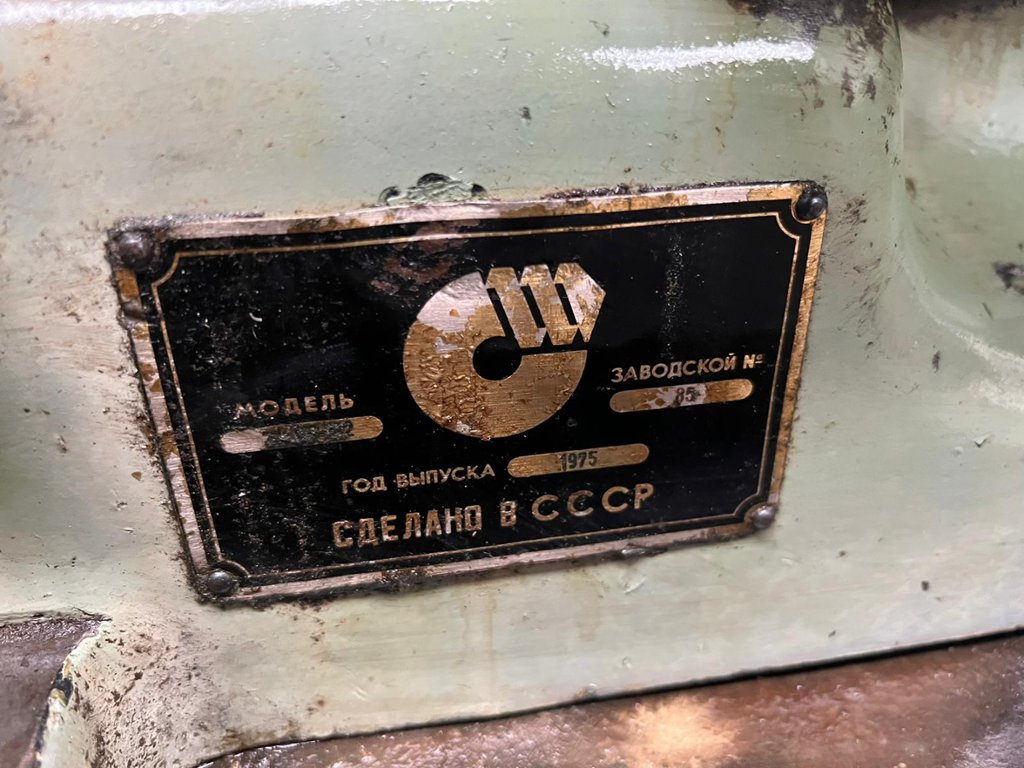 МОДЕЛЬ
ЗАВОДСКОЙ №
85
ГОД ВЫПУСКА 1975
СДЕЛАНО В СССР